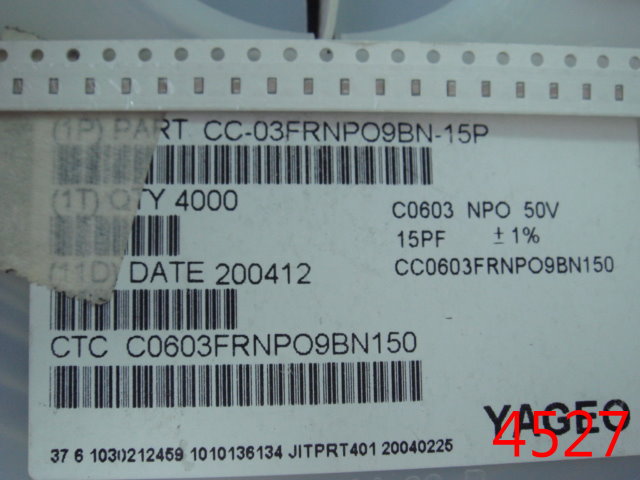 (1P) PART CC-03FRNPO9BN-15P
(1T) QTY 4000
C0603 NPO 50V
15PF ±1%
CC0603FRNPO9BN150
(11D) DATE 200412
CTC C0603FRNPO9BN150
YAGEO
4527
37 6 1030212459 1010136134 JITPRT401 20040225